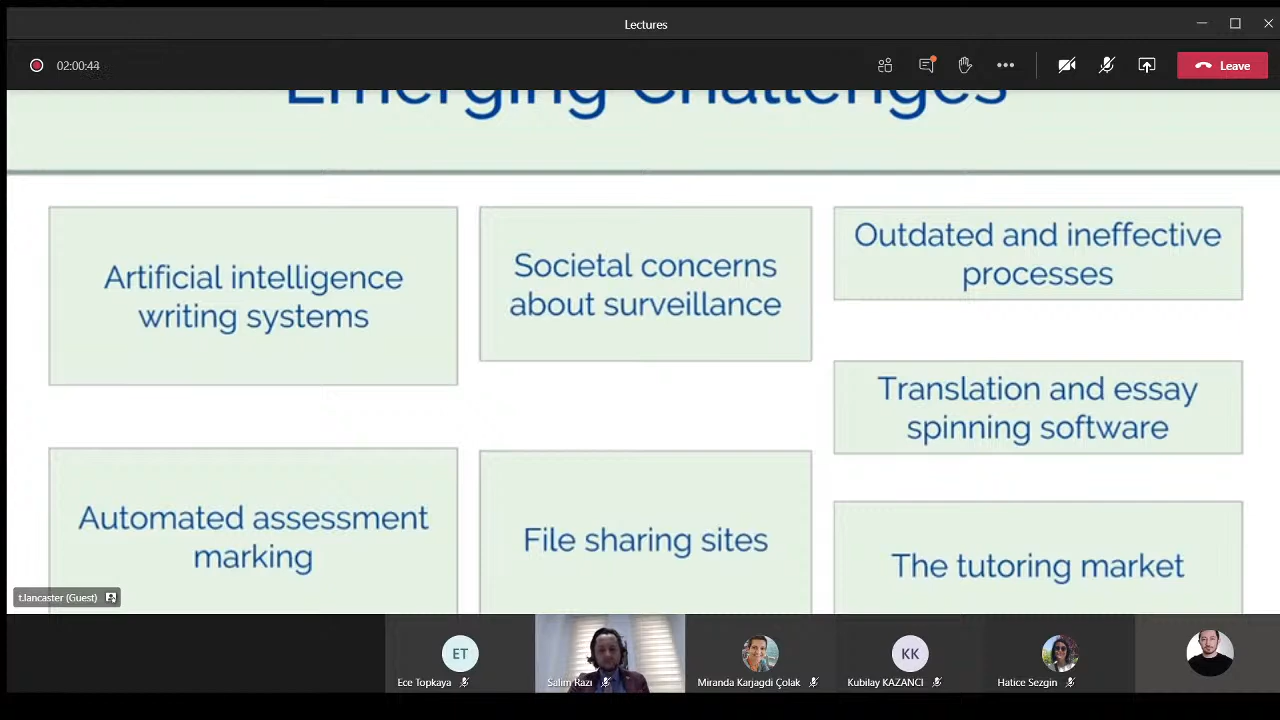 Lectures
02:00:44
Leave
Emerging Challenges
Artificial intelligence
writing systems
Societal concerns
about surveillance
Outdated and ineffective
processes
Translation and essay
spinning software
Automated assessment
marking
File sharing sites
The tutoring market
t.lancaster (Guest)
ET
KK
Ece Topkaya
Salim Razı
Miranda Karjagdi Çolak
Kubilay KAZANCI
Hatice Sezgin